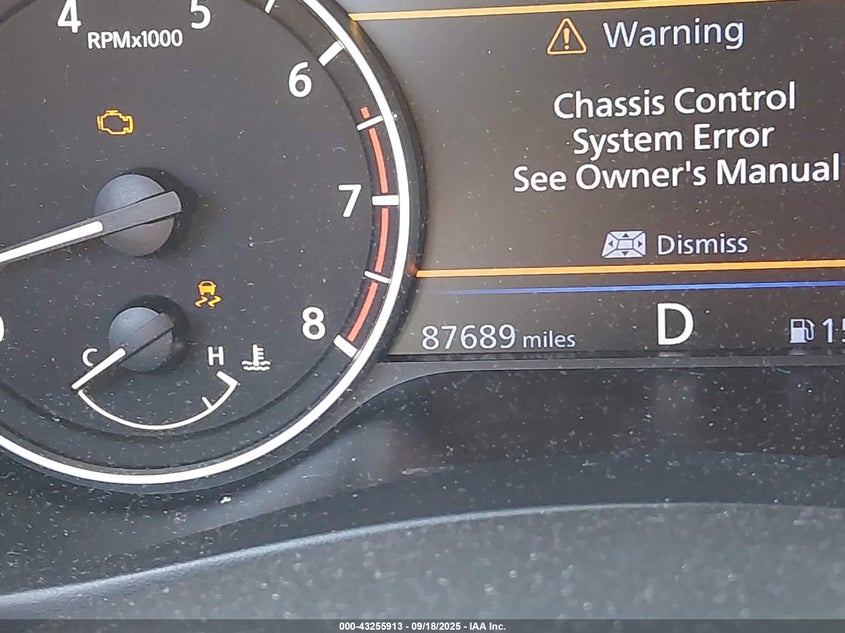 4
5
RPMx1000
6
7
8
C
H
Warning
Chassis Control
System Error
See Owner's Manual
Dismiss
87689 miles
D
000-43255913 - 09/18/2025 - IAA Inc.